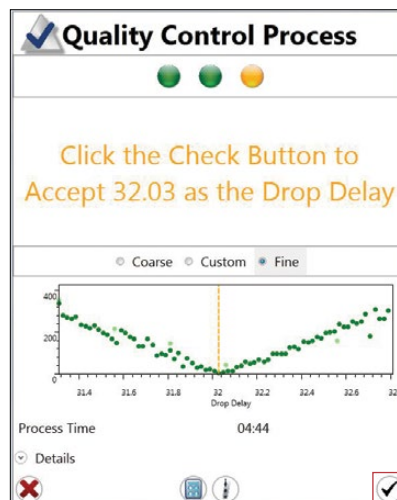 Quality Control Process
Click the Check Button to
Accept 32.03 as the Drop Delay
Coarse Custom Fine
400
200
0
31.4 31.6 31.8 32 32.2 32.4 32.6 32.8
Drop Delay
Process Time 04:44
Details